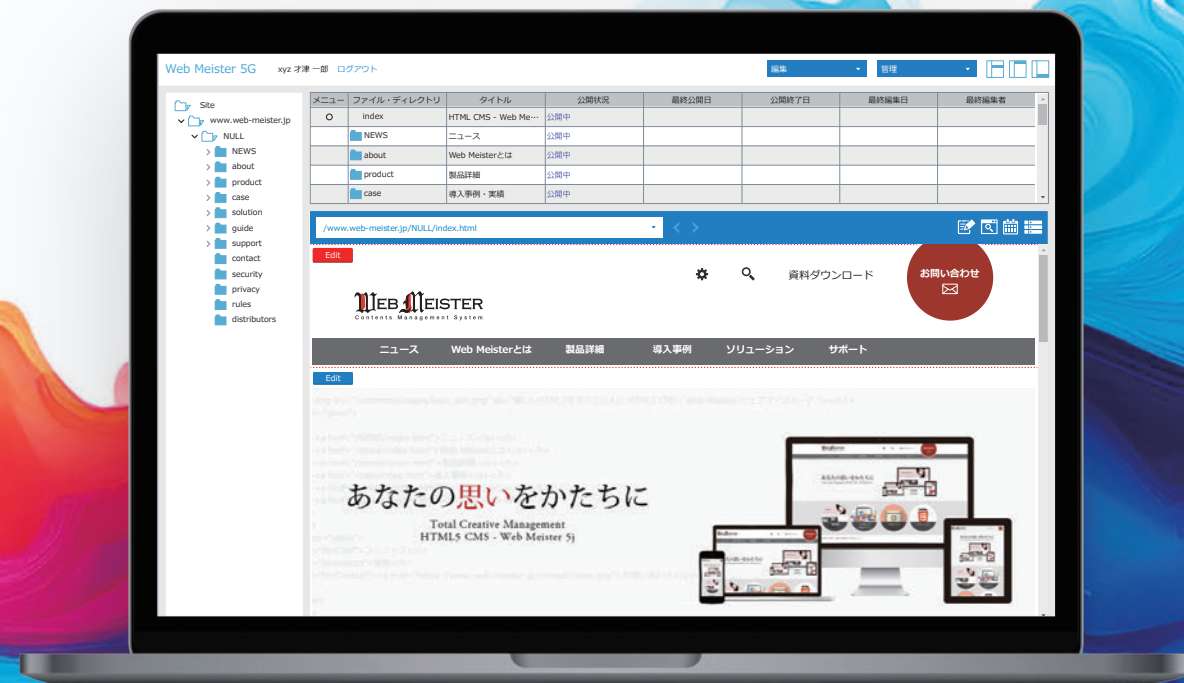 Web Meister 5G xyz 才津 一郎 ログアウト 編集 管理
Site
www.web-meister.jp
NULL
NEWS
about
product
case
solution
guide
support
contact
security
privacy
rules
distributors
メニュー ファイル・ディレクトリ タイトル 公開状況 最終公開日 公開終了日 最終編集日 最終編集者
O index HTML CMS - Web Me… 公開中
NEWS ニュース 公開中
about Web Meisterとは 公開中
product 製品詳細 公開中
case 導入事例・実績 公開中
/www.web-meister.jp/NULL/index.html
Edit
資料ダウンロード お問い合わせ
WEB MEISTER
Contents Management System
ニュース Web Meisterとは 製品詳細 導入事例 ソリューション サポート
Edit
あなたの思いをかたちに
Total Creative Management
HTML5 CMS - Web Meister 5j